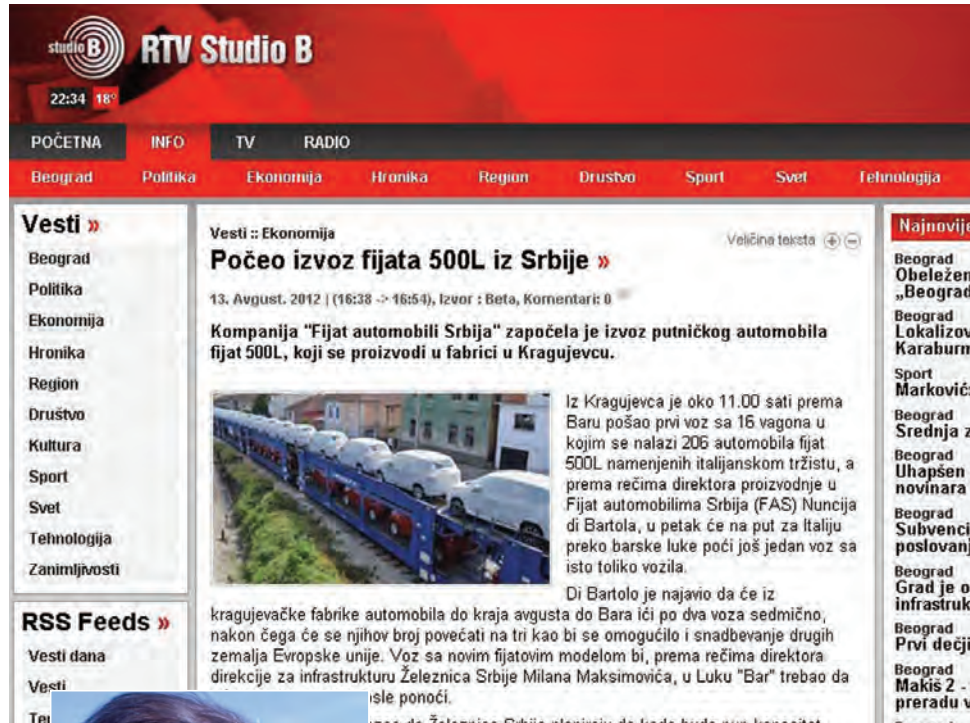 studio B
RTV Studio B
22:34 18°
POČETNA INFO TV RADIO
Beograd Politika Ekonomija Hronika Region Drustvo Sport Svet Tehnologija
Vesti »
Beograd
Politika
Ekonomija
Hronika
Region
Društvo
Kultura
Sport
Svet
Tehnologija
Zanimljivosti
RSS Feeds »
Vesti dana
Vesti
Vesti :: Ekonomija
Veličina teksta
Počeo izvoz fijata 500L iz Srbije »
13. Avgust. 2012 | (16:38 -> 16:54), Izvor : Beta, Komentari: 0
Kompanija "Fijat automobili Srbija" započela je izvoz putničkog automobila
fijat 500L, koji se proizvodi u fabrici u Kragujevcu.
Iz Kragujevca je oko 11.00 sati prema
Baru pošao prvi voz sa 16 vagona u
kojim se nalazi 206 automobila fijat
500L namenjenih italijanskom tržistu, a
prema rečima direktora proizvodnje u
Fijat automobilima Srbija (FAS) Nuncija
di Bartola, u petak će na put za Italiju
preko barske luke poći još jedan voz sa
isto toliko vozila.
Di Bartolo je najavio da će iz
kragujevačke fabrike automobila do kraja avgusta do Bara ići po dva voza sedmično,
nakon čega će se njihov broj povećati na tri kao bi se omogućilo i snadbevanje drugih
zemalja Evropske unije. Voz sa novim fijatovim modelom bi, prema rečima direktora
direkcije za infrastrukturu Železnica Srbije Milana Maksimovića, u Luku "Bar" trebao da
osle ponoći.
Najnovije
Beograd
Obeležen
„Beograd
Beograd
Lokalizov
Karaburn
Sport
Marković:
Beograd
Srednja z
Beograd
Uhapšen
novinara
Beograd
Subvenci
poslovanj
Beograd
Grad je o
infrastruk
Beograd
Prvi dečji
Beograd
Makiš 2 -
preradu v